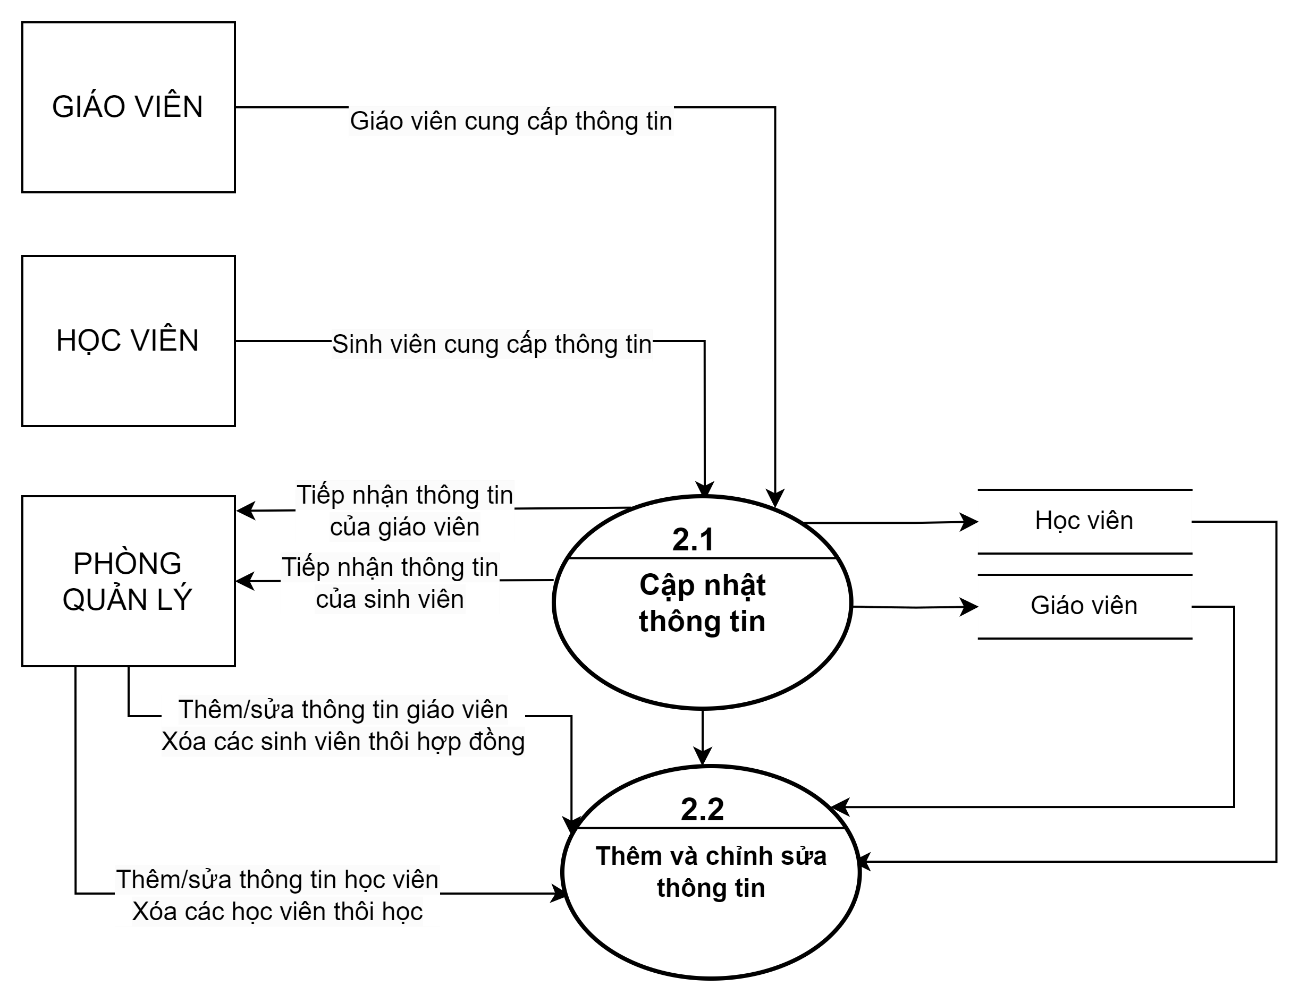 GIÁO VIÊN
Giáo viên cung cấp thông tin
HỌC VIÊN
Sinh viên cung cấp thông tin
PHÒNG
QUẢN LÝ
Tiếp nhận thông tin
của giáo viên
Tiếp nhận thông tin
của sinh viên
2.1
Cập nhật
thông tin
Học viên
Giáo viên
Thêm/sửa thông tin giáo viên
Xóa các sinh viên thôi hợp đồng
2.2
Thêm và chỉnh sửa
thông tin
Thêm/sửa thông tin học viên
Xóa các học viên thôi học